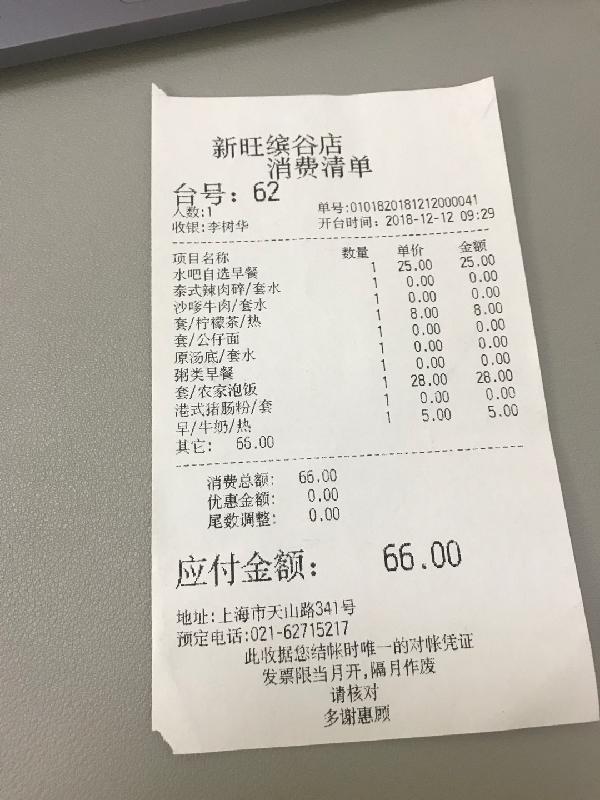 新旺缤谷店
消费清单
台号：62
人数:1 单号:0101820181212000041
收银:李树华 开台时间：2018-12-12 09:29
项目名称 数量 单价 金额
水吧自选早餐 1 25.00 25.00
泰式辣肉碎/套水 1 0.00 0.00
沙嗲牛肉/套水 1 0.00 0.00
套/柠檬茶/热 1 8.00 8.00
套/公仔面 1 0.00 0.00
原汤底/套水 1 0.00 0.00
粥类早餐 1 0.00 0.00
套/农家泡饭 1 28.00 28.00
港式猪肠粉/套 1 0.00 0.00
早/牛奶/热 1 5.00 5.00
其它: 66.00
消费总额: 66.00
优惠金额: 0.00
尾数调整: 0.00
应付金额： 66.00
地址:上海市天山路341号
预定电话:021-62715217
此收据您结帐时唯一的对帐凭证
发票限当月开,隔月作废
请核对
多谢惠顾